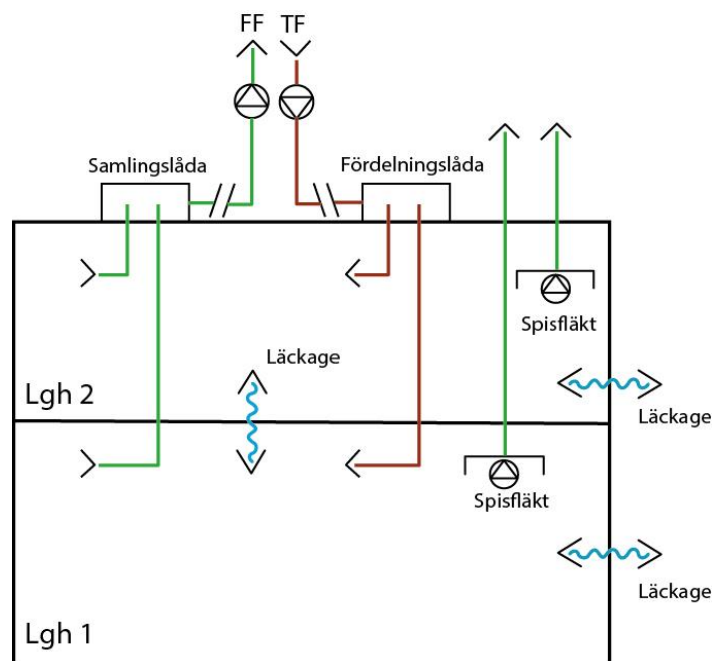 FF
TF
Samlingslåda
Fördelningslåda
Spisfläkt
Läckage
Lgh 2
Läckage
Spisfläkt
Läckage
Lgh 1